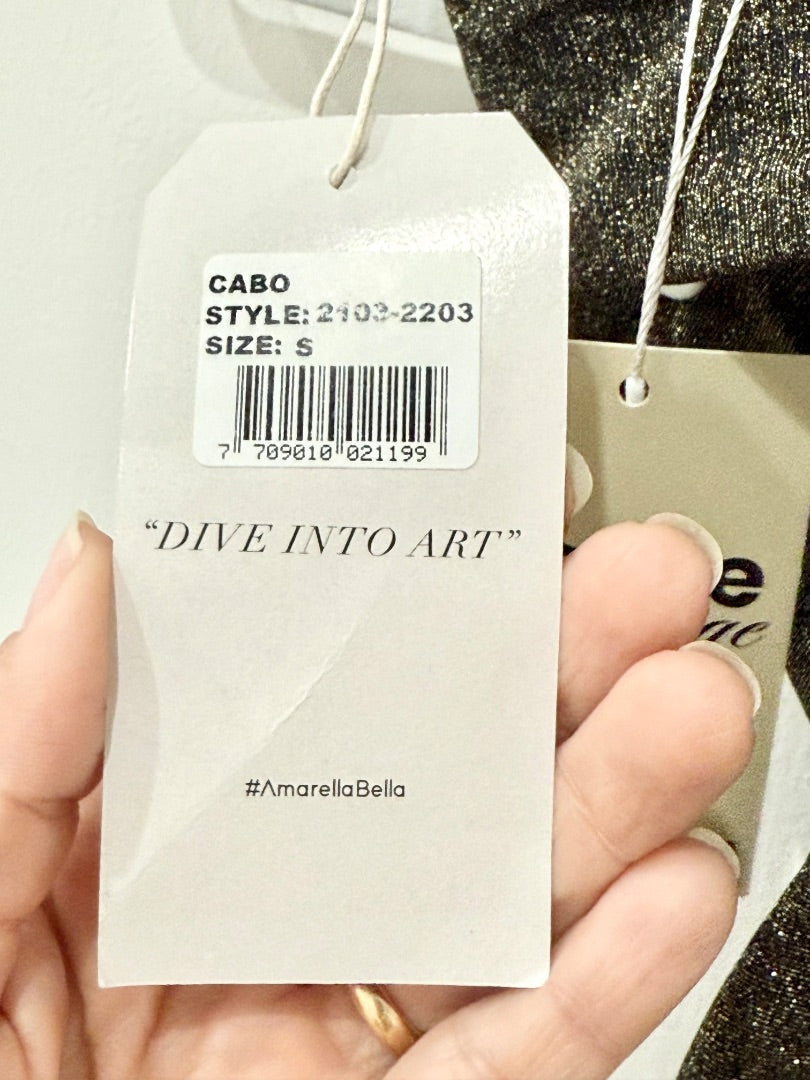 CABO
STYLE: 2103-2203
SIZE: S
7 709010 021199
“DIVE INTO ART”
#AmarellaBella